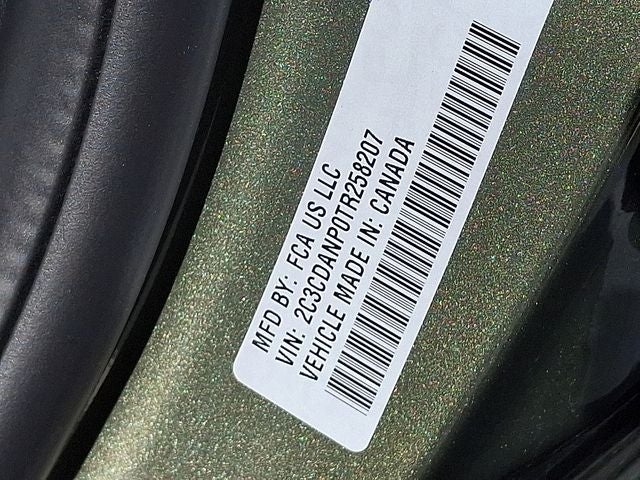 MFD BY: FCA US LLC
VIN: 2C3CDANP0TR258207
VEHICLE MADE IN: CANADA